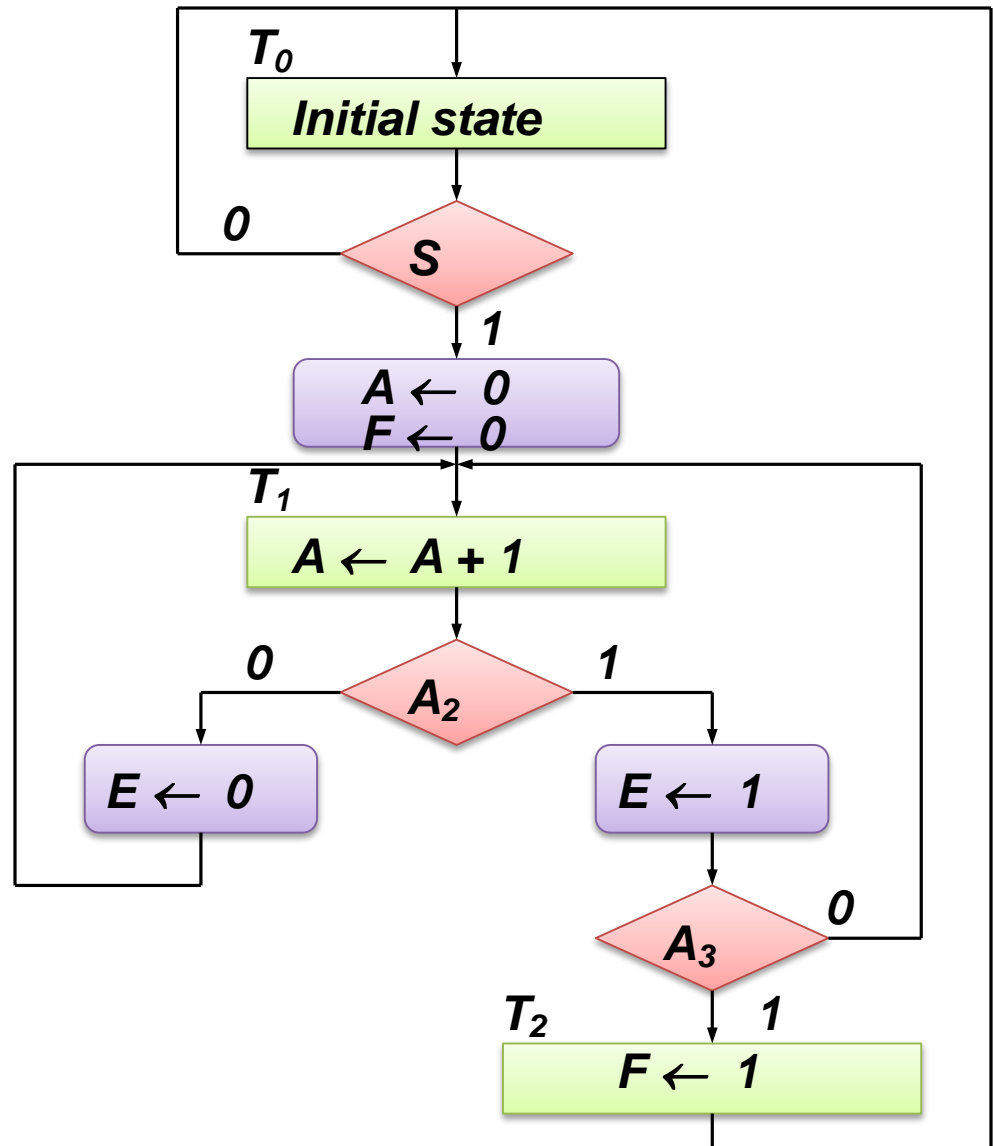 T₀
Initial state
0
S
1
A ← 0
F ← 0
T₁
A ← A + 1
0
1
A₂
E ← 0
E ← 1
0
A₃
1
T₂
F ← 1